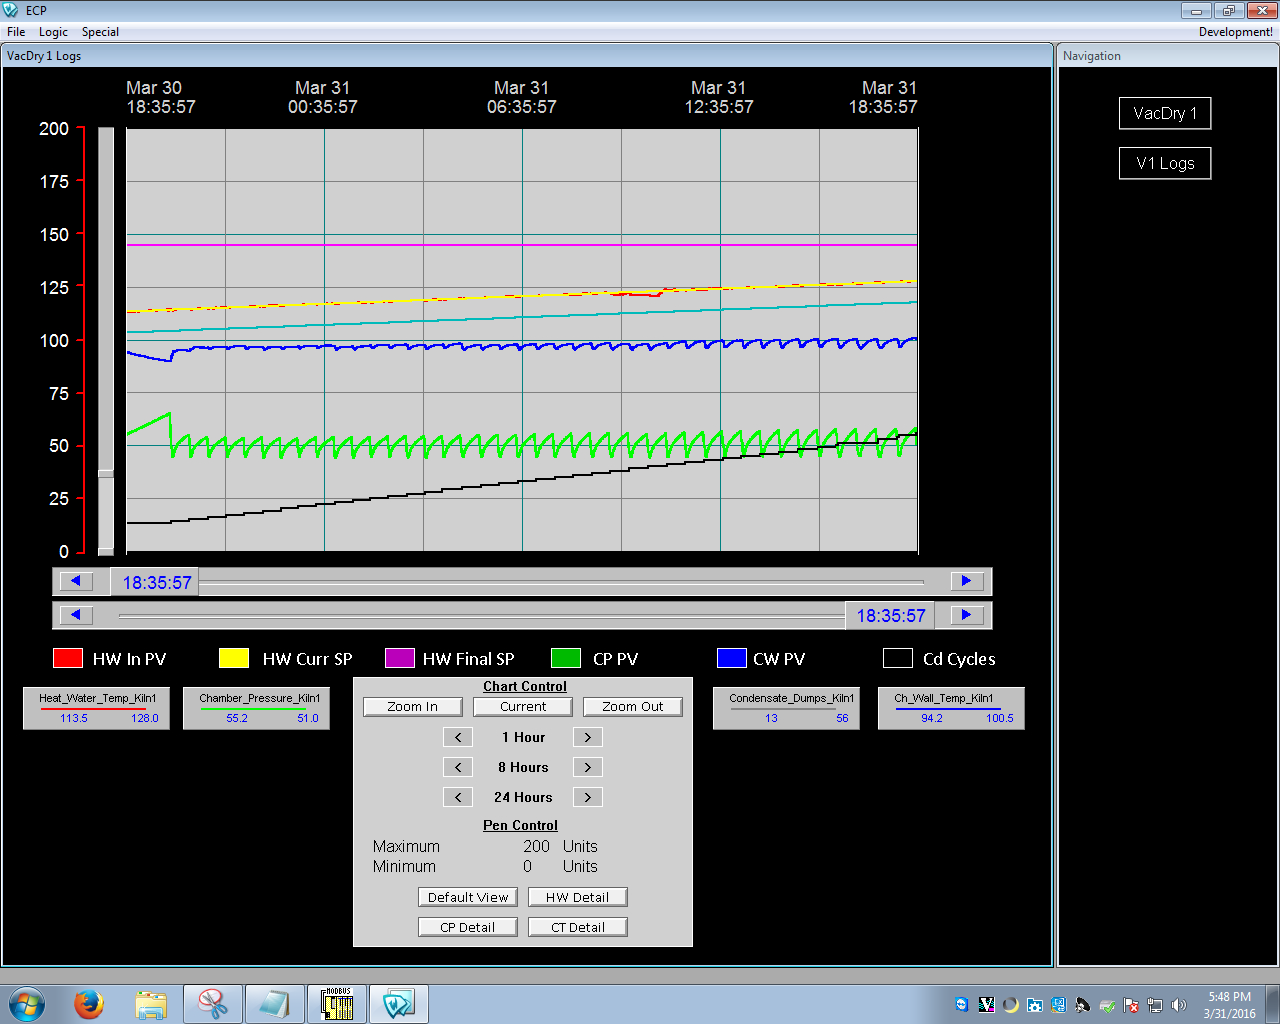 ECP
File Logic Special Development!
VacDry 1 Logs
Navigation
Mar 30 Mar 31 Mar 31 Mar 31 Mar 31
18:35:57 00:35:57 06:35:57 12:35:57 18:35:57
200
175
150
125
100
75
50
25
0
VacDry 1
V1 Logs
18:35:57
18:35:57
HW In PV HW Curr SP HW Final SP CP PV CW PV Cd Cycles
Heat_Water_Temp_Kiln1
113.5 128.0
Chamber_Pressure_Kiln1
55.2 51.0
Condensate_Dumps_Kiln1
13 56
Ch_Wall_Temp_Kiln1
94.2 100.5
Chart Control
Zoom In Current Zoom Out
< 1 Hour >
< 8 Hours >
< 24 Hours >
Pen Control
Maximum 200 Units
Minimum 0 Units
Default View HW Detail
CP Detail CT Detail
MODBUS
5:48 PM
3/31/2016